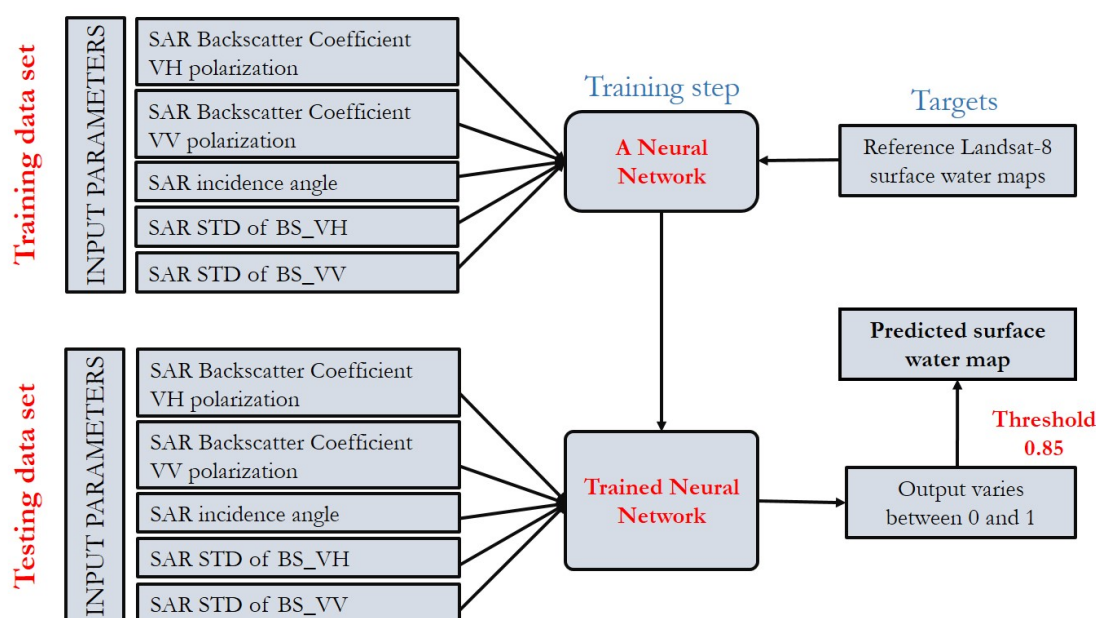 Training data set
INPUT PARAMETERS
SAR Backscatter Coefficient
VH polarization
SAR Backscatter Coefficient
VV polarization
SAR incidence angle
SAR STD of BS_VH
SAR STD of BS_VV
Training step
A Neural
Network
Targets
Reference Landsat-8
surface water maps
Testing data set
INPUT PARAMETERS
SAR Backscatter Coefficient
VH polarization
SAR Backscatter Coefficient
VV polarization
SAR incidence angle
SAR STD of BS_VH
SAR STD of BS_VV
Trained Neural
Network
Predicted surface
water map
Threshold
0.85
Output varies
between 0 and 1